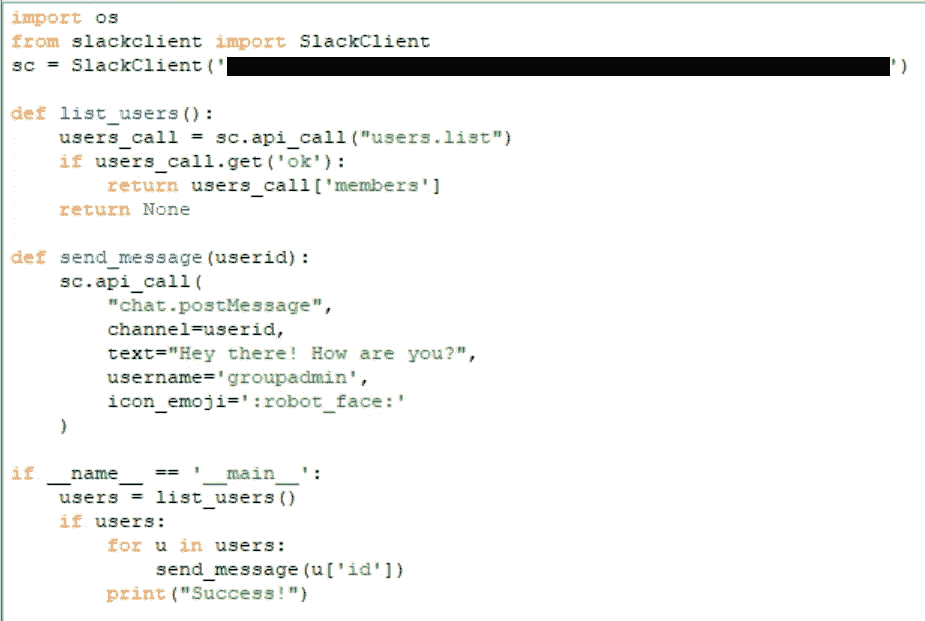 import os
from slackclient import SlackClient
sc = SlackClient('')

def list_users():
    users_call = sc.api_call("users.list")
    if users_call.get('ok'):
        return users_call['members']
    return None

def send_message(userid):
    sc.api_call(
        "chat.postMessage",
        channel=userid,
        text="Hey there! How are you?",
        username='groupadmin',
        icon_emoji=':robot_face:'
    )

if __name__ == '__main__':
    users = list_users()
    if users:
        for u in users:
            send_message(u['id'])
        print("Success!")